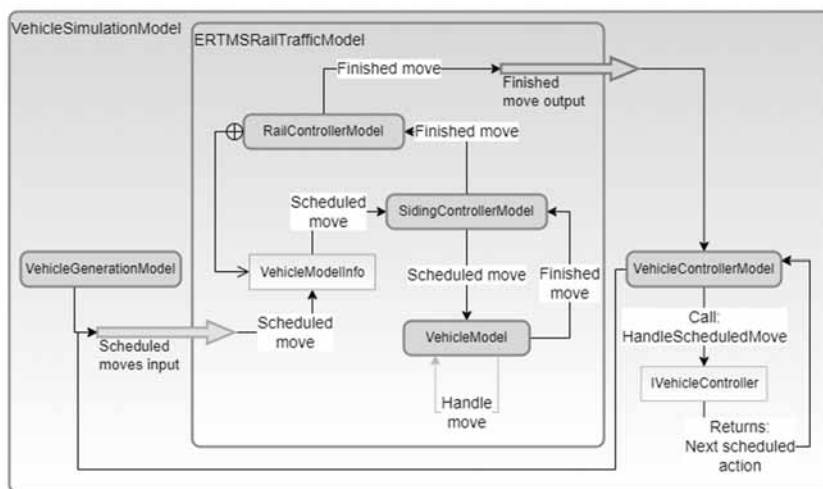 VehicleSimulationModel
ERTMSRailTrafficModel
Finished move
Finished
move output
RailControllerModel
Finished move
Scheduled
move
SidingControllerModel
VehicleGenerationModel
VehicleModelInfo
Scheduled move
Finished
move
VehicleControllerModel
Scheduled
moves input
Scheduled
move
VehicleModel
Call:
HandleScheduledMove
IVehicleController
Handle
move
Returns:
Next scheduled
action